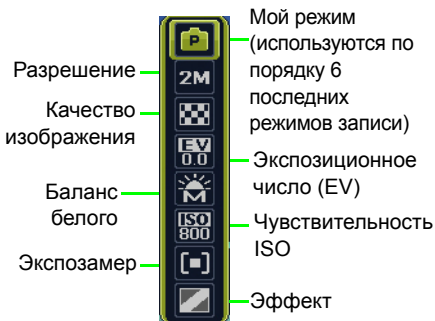 Мой режим
(используются по
порядку 6
последних
режимов записи)
Разрешение
Качество
изображения
Экспозиционное
число (EV)
Баланс
белого
Чувствительность
ISO
Экспозамер
Эффект
P
2M
EV
0.0
M
ISO
800